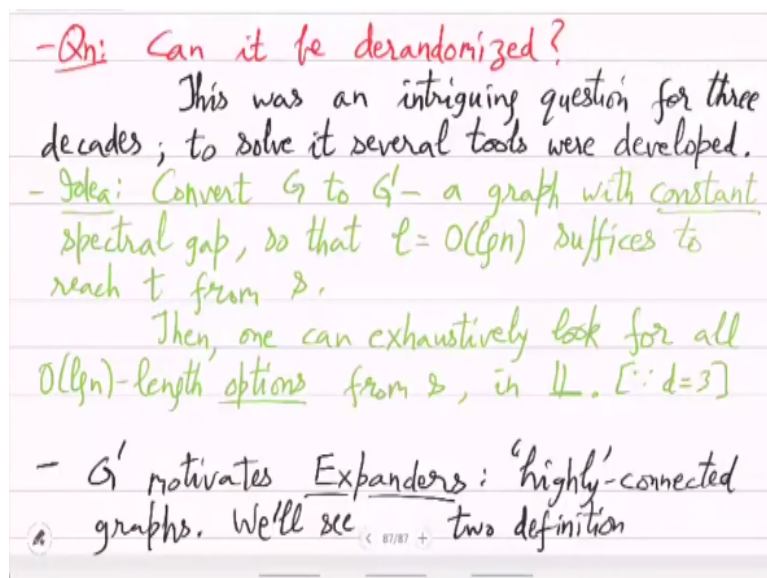 -Qn: Can it be derandomized?
This was an intriguing question for three
decades; to solve it several tools were developed.
- Idea: Convert G to G'- a graph with constant
spectral gap, so that l = O(lgn) suffices to
reach t from s.
Then, one can exhaustively look for all
O(lgn)-length options from s, in L. [∵ d=3]
- G' motivates Expanders: 'highly'-connected
graphs. We'll see two definition
< 87/87 +